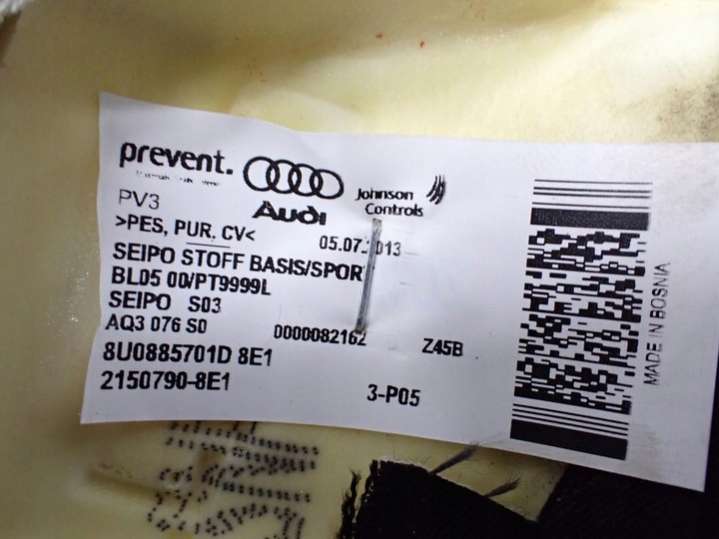 prevent.
Audi
Johnson
Controls
PV3
>PES, PUR, CV<
05.07.2013
SEIPO STOFF BASIS/SPOR
BL05 00/PT9999L
SEIPO S03
AQ3 076 S0
0000082162
Z45B
8U0885701D 8E1
2150790-8E1
3-P05
MADE IN BOSNIA